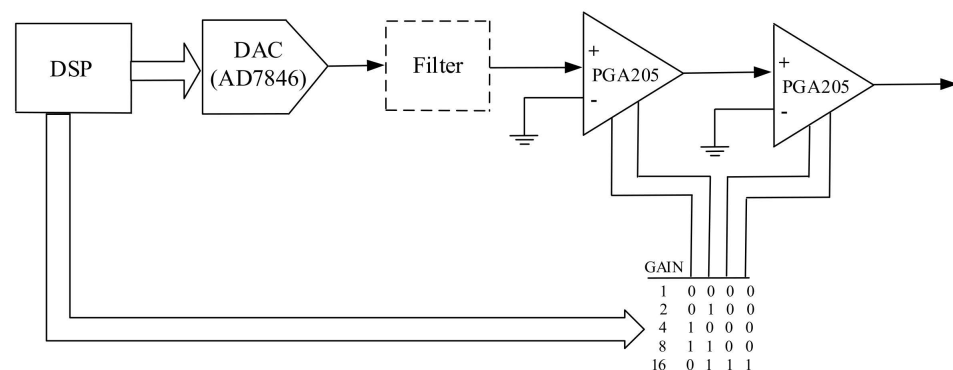 DSP
DAC
(AD7846)
Filter
+
PGA205
-
+
PGA205
-
GAIN
1 0 0 0 0
2 0 1 0 0
4 1 0 0 0
8 1 1 0 0
16 0 1 1 1